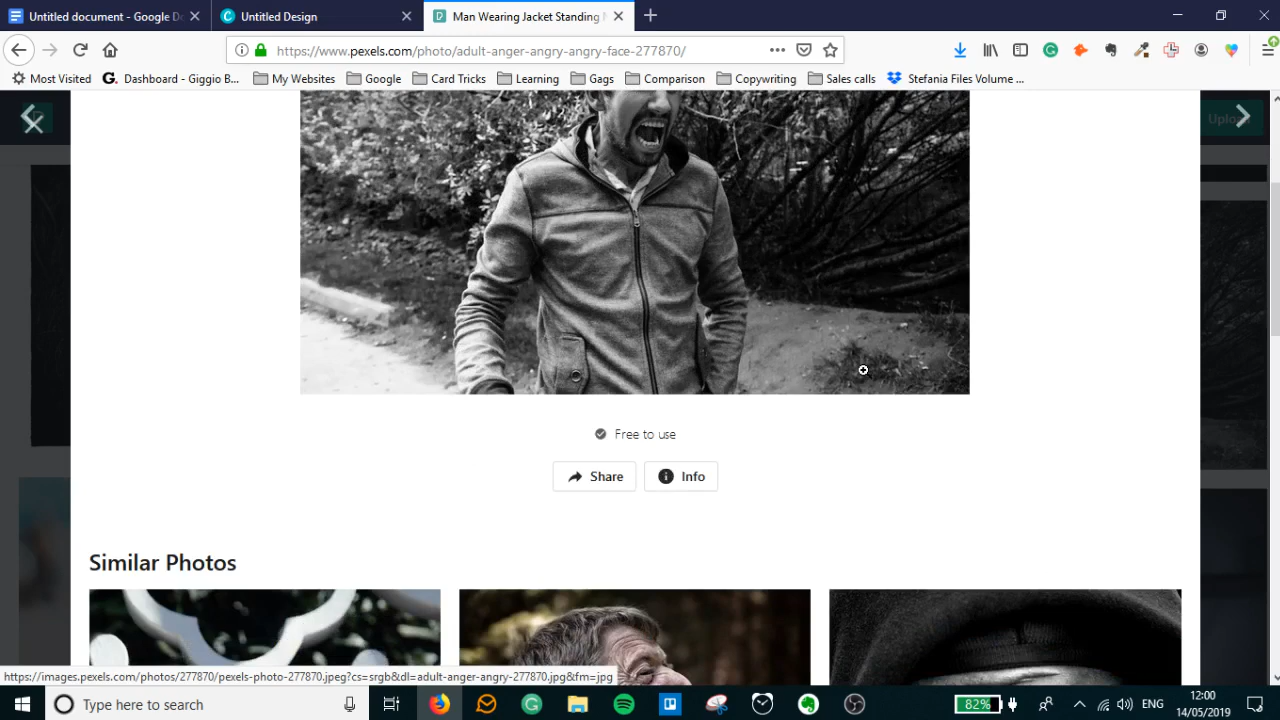 Untitled document - Google Do
Untitled Design
Man Wearing Jacket Standing N
https://www.pexels.com/photo/adult-anger-angry-angry-face-277870/
Most Visited
G. Dashboard - Giggio B...
My Websites
Google
Card Tricks
Learning
Gags
Comparison
Copywriting
Sales calls
Stefania Files Volume ...
Upload
Free to use
Share
Info
Similar Photos
https://images.pexels.com/photos/277870/pexels-photo-277870.jpeg?cs=srgb&dl=adult-anger-angry-277870.jpg&fm=jpg
Type here to search
82%
ENG
12:00
14/05/2019